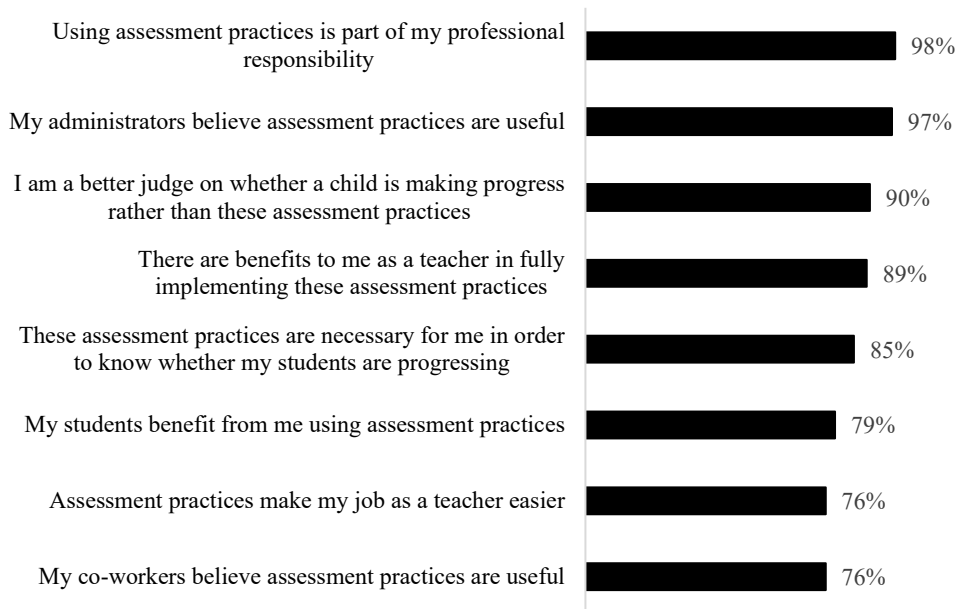 Using assessment practices is part of my professional
responsibility
98%
My administrators believe assessment practices are useful
97%
I am a better judge on whether a child is making progress
rather than these assessment practices
90%
There are benefits to me as a teacher in fully
implementing these assessment practices
89%
These assessment practices are necessary for me in order
to know whether my students are progressing
85%
My students benefit from me using assessment practices
79%
Assessment practices make my job as a teacher easier
76%
My co-workers believe assessment practices are useful
76%